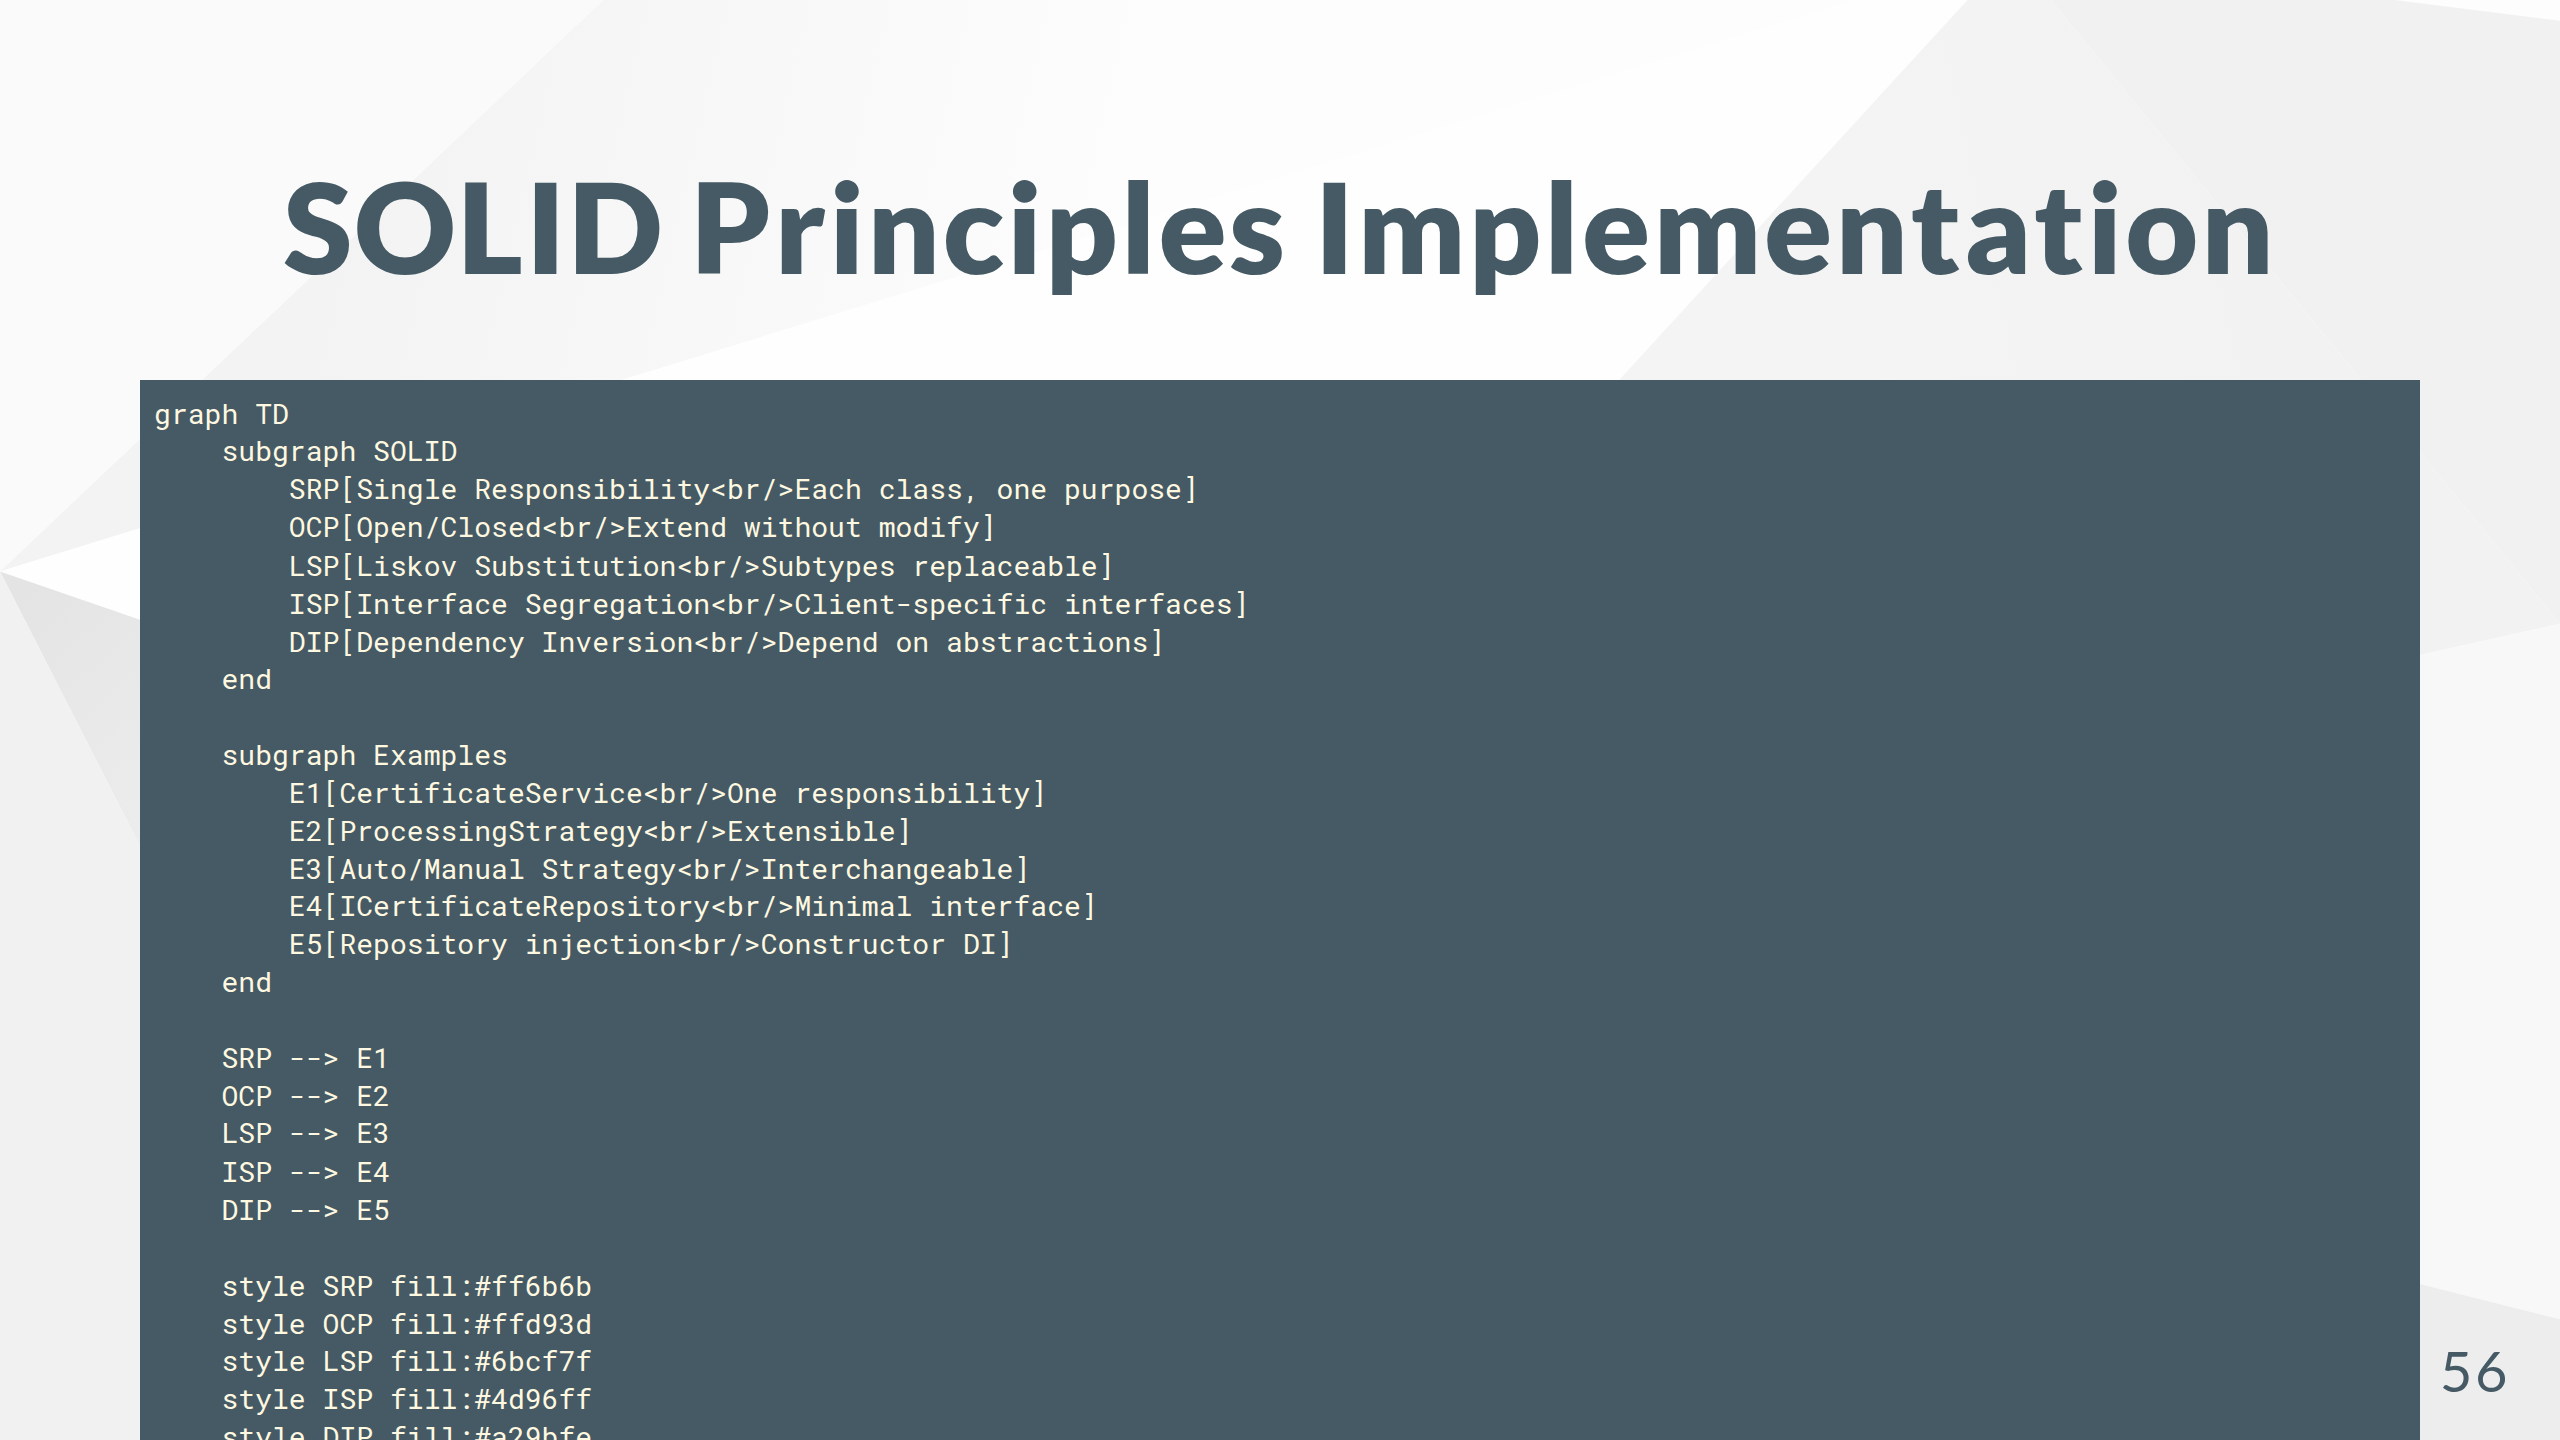 SOLID Principles Implementation
graph TD
    subgraph SOLID
        SRP[Single Responsibility<br/>Each class, one purpose]
        OCP[Open/Closed<br/>Extend without modify]
        LSP[Liskov Substitution<br/>Subtypes replaceable]
        ISP[Interface Segregation<br/>Client-specific interfaces]
        DIP[Dependency Inversion<br/>Depend on abstractions]
    end

    subgraph Examples
        E1[CertificateService<br/>One responsibility]
        E2[ProcessingStrategy<br/>Extensible]
        E3[Auto/Manual Strategy<br/>Interchangeable]
        E4[ICertificateRepository<br/>Minimal interface]
        E5[Repository injection<br/>Constructor DI]
    end

    SRP --> E1
    OCP --> E2
    LSP --> E3
    ISP --> E4
    DIP --> E5

    style SRP fill:#ff6b6b
    style OCP fill:#ffd93d
    style LSP fill:#6bcf7f
    style ISP fill:#4d96ff
    style DIP fill:#a29bfe
56